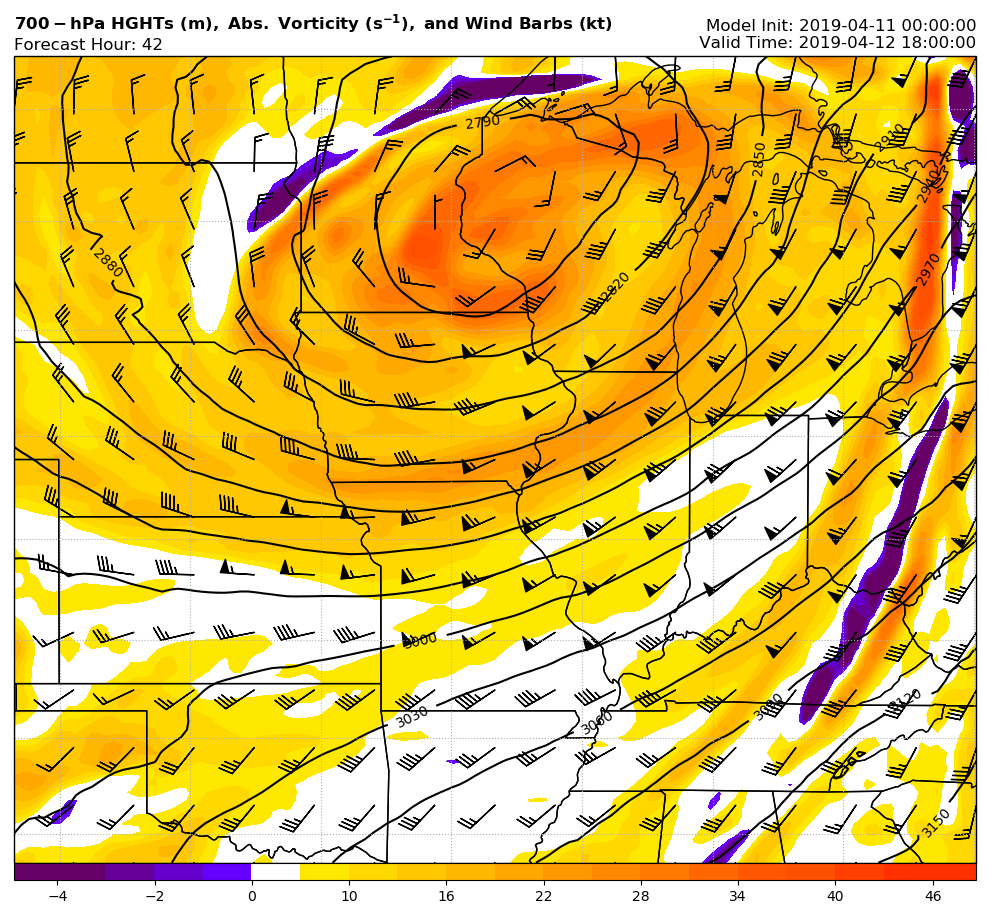 700-hPa HGHTs (m), Abs. Vorticity (s⁻¹), and Wind Barbs (kt)
Model Init: 2019-04-11 00:00:00
Forecast Hour: 42
Valid Time: 2019-04-12 18:00:00
2790
2850
2910
2940
2880
2820
2970
3000
3030
3060
3090
3120
3150
−4 −2 0 10 16 22 28 34 40 46